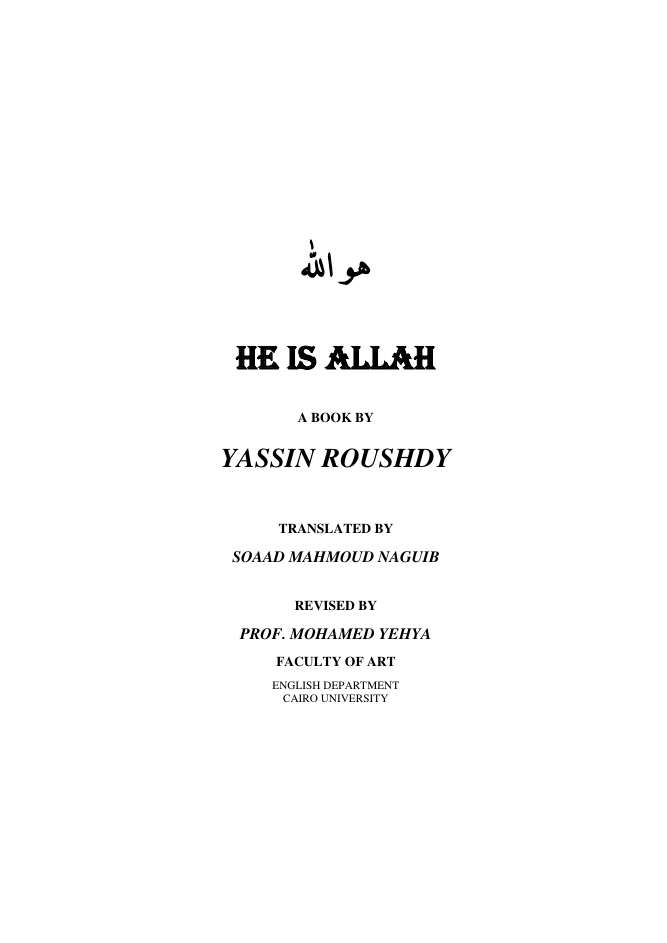 هو الله
HE IS ALLAH
A BOOK BY
YASSIN ROUSHDY
TRANSLATED BY
SOAAD MAHMOUD NAGUIB
REVISED BY
PROF. MOHAMED YEHYA
FACULTY OF ART
ENGLISH DEPARTMENT
CAIRO UNIVERSITY